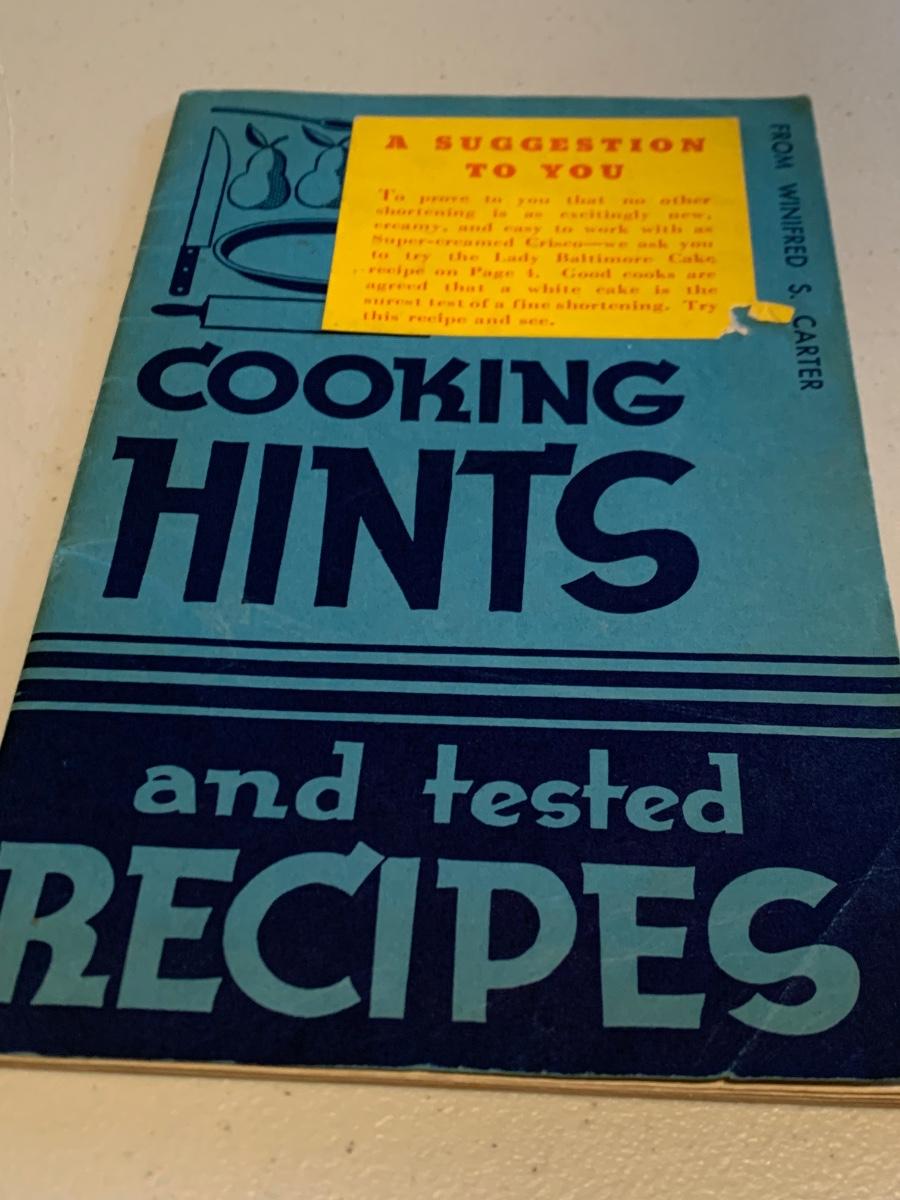 A SUGGESTION
TO YOU
To prove to you that no other
shortening is as excitingly new,
creamy, and easy to work with as
Super-creamed Crisco—we ask you
to try the Lady Baltimore Cake
recipe on Page 4. Good cooks are
agreed that a white cake is the
surest test of a fine shortening. Try
this recipe and see.
FROM WINIFRED S. CARTER
COOKING
HINTS
and tested
RECIPES